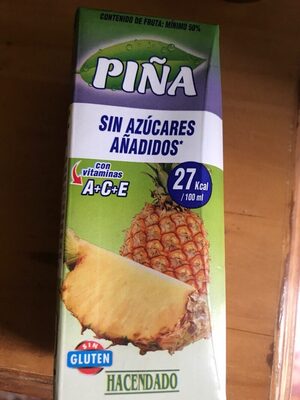 CONTENIDO DE FRUTA: MÍNIMO 50%
PIÑA
SIN AZÚCARES
AÑADIDOS*
con
vitaminas
A+C+E
27 Kcal
/ 100 ml
SIN
GLUTEN
HACENDADO